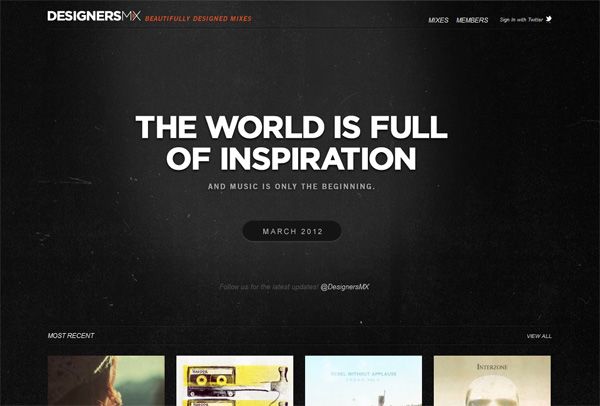 DESIGNERSMX BEAUTIFULLY DESIGNED MIXES
MIXES MEMBERS Sign In with Twitter
THE WORLD IS FULL
OF INSPIRATION
AND MUSIC IS ONLY THE BEGINNING.
MARCH 2012
Follow us for the latest updates! @DesignersMX
MOST RECENT
VIEW ALL
REBEL WITHOUT APPLAUSE
INTERZONE